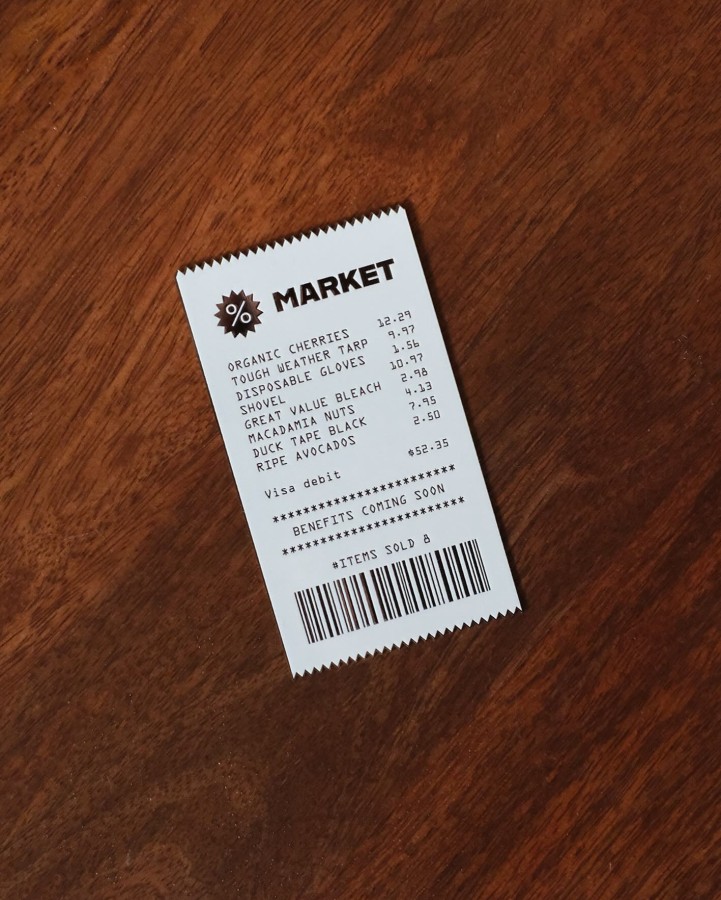 % MARKET
ORGANIC CHERRIES 12.29
TOUGH WEATHER TARP 9.97
DISPOSABLE GLOVES 1.56
SHOVEL 10.97
GREAT VALUE BLEACH 2.98
MACADAMIA NUTS 4.13
DUCK TAPE BLACK 7.95
RIPE AVOCADOS 2.50
Visa debit $52.35
************************
BENEFITS COMING SOON
************************
#ITEMS SOLD 8